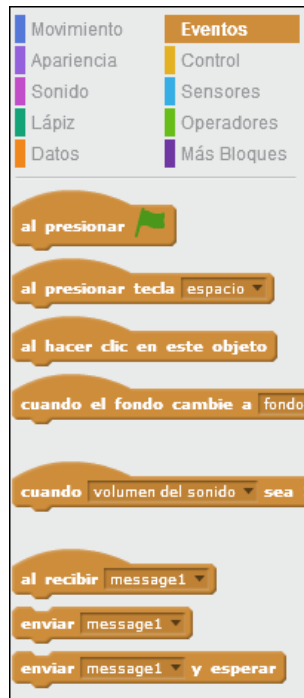 Movimiento Eventos
Apariencia Control
Sonido Sensores
Lápiz Operadores
Datos Más Bloques
al presionar
al presionar tecla espacio
al hacer clic en este objeto
cuando el fondo cambie a fondo
cuando volumen del sonido sea
al recibir message1
enviar message1
enviar message1 y esperar